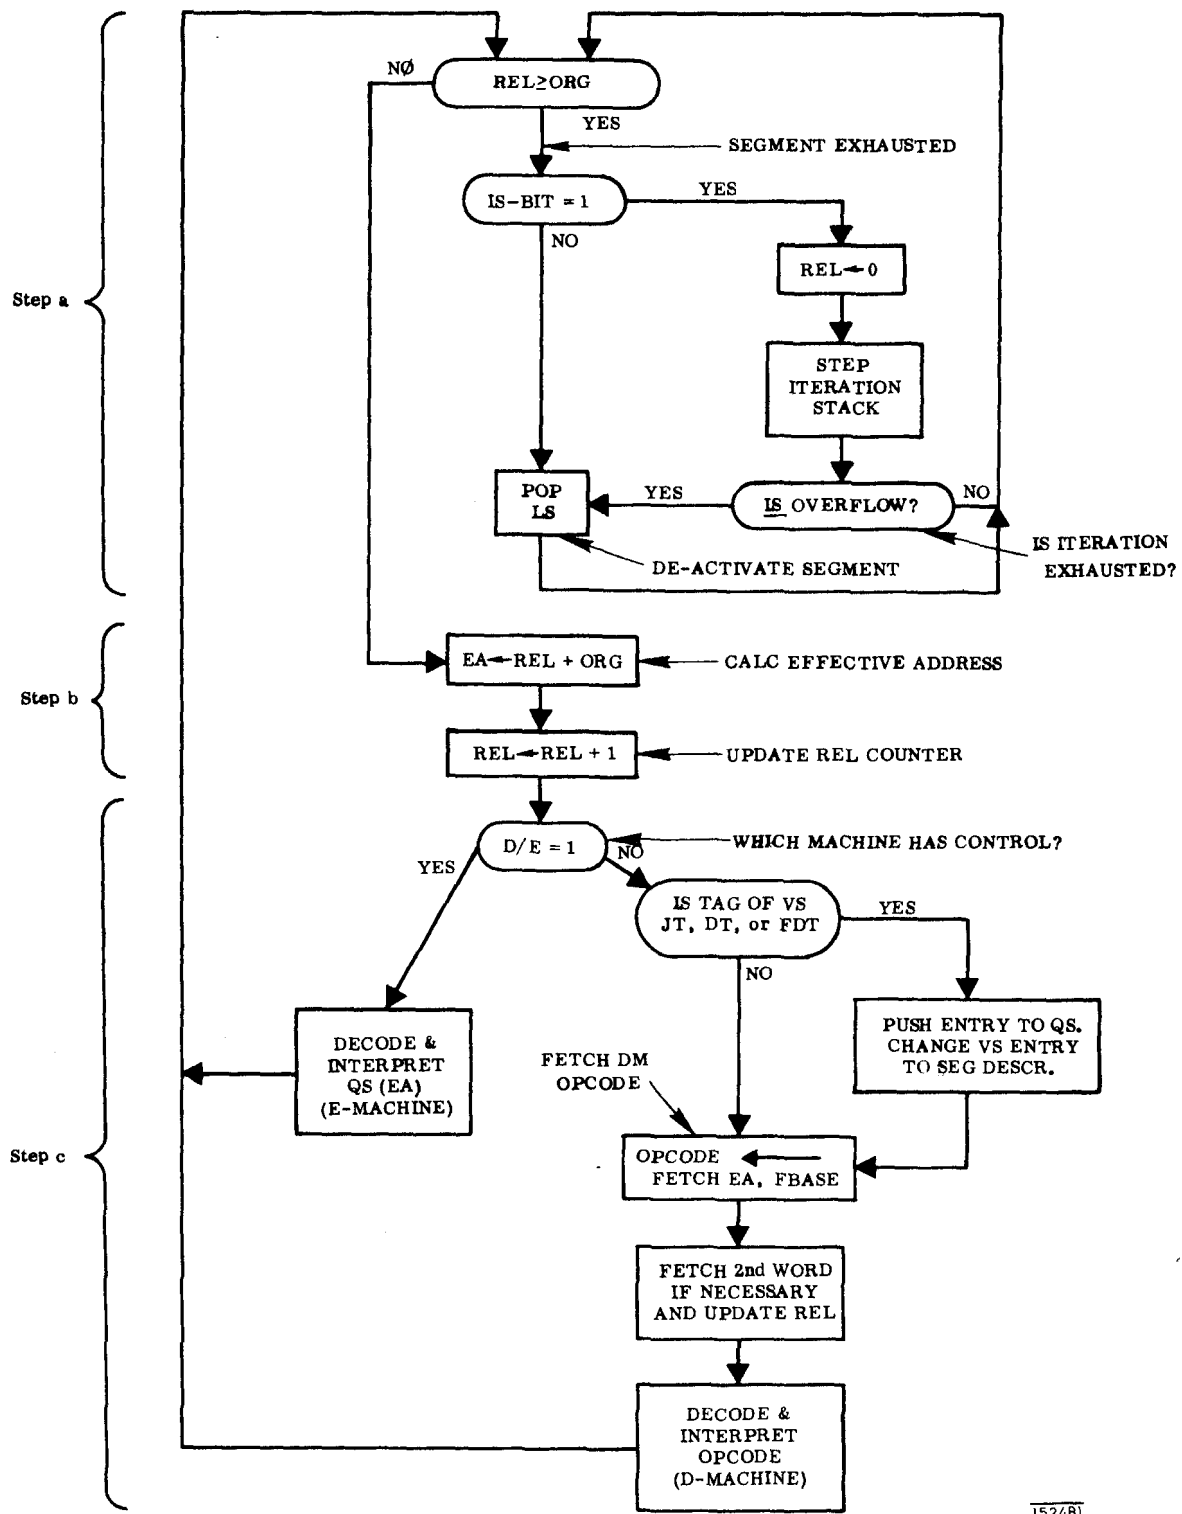 NØ
REL≥ORG
YES
SEGMENT EXHAUSTED
IS-BIT = 1
YES
NO
REL←0
Step a
STEP
ITERATION
STACK
POP
LS
YES
IS OVERFLOW?
NO
DE-ACTIVATE SEGMENT
IS ITERATION
EXHAUSTED?
EA←REL + ORG
CALC EFFECTIVE ADDRESS
Step b
REL←REL + 1
UPDATE REL COUNTER
D/E = 1
WHICH MACHINE HAS CONTROL?
YES
NO
IS TAG OF VS
JT, DT, or FDT
YES
NO
DECODE &
INTERPRET
QS (EA)
(E-MACHINE)
PUSH ENTRY TO QS.
CHANGE VS ENTRY
TO SEG DESCR.
FETCH DM
OPCODE
Step c
OPCODE ←
FETCH EA, FBASE
FETCH 2nd WORD
IF NECESSARY
AND UPDATE REL
DECODE &
INTERPRET
OPCODE
(D-MACHINE)
1524B1